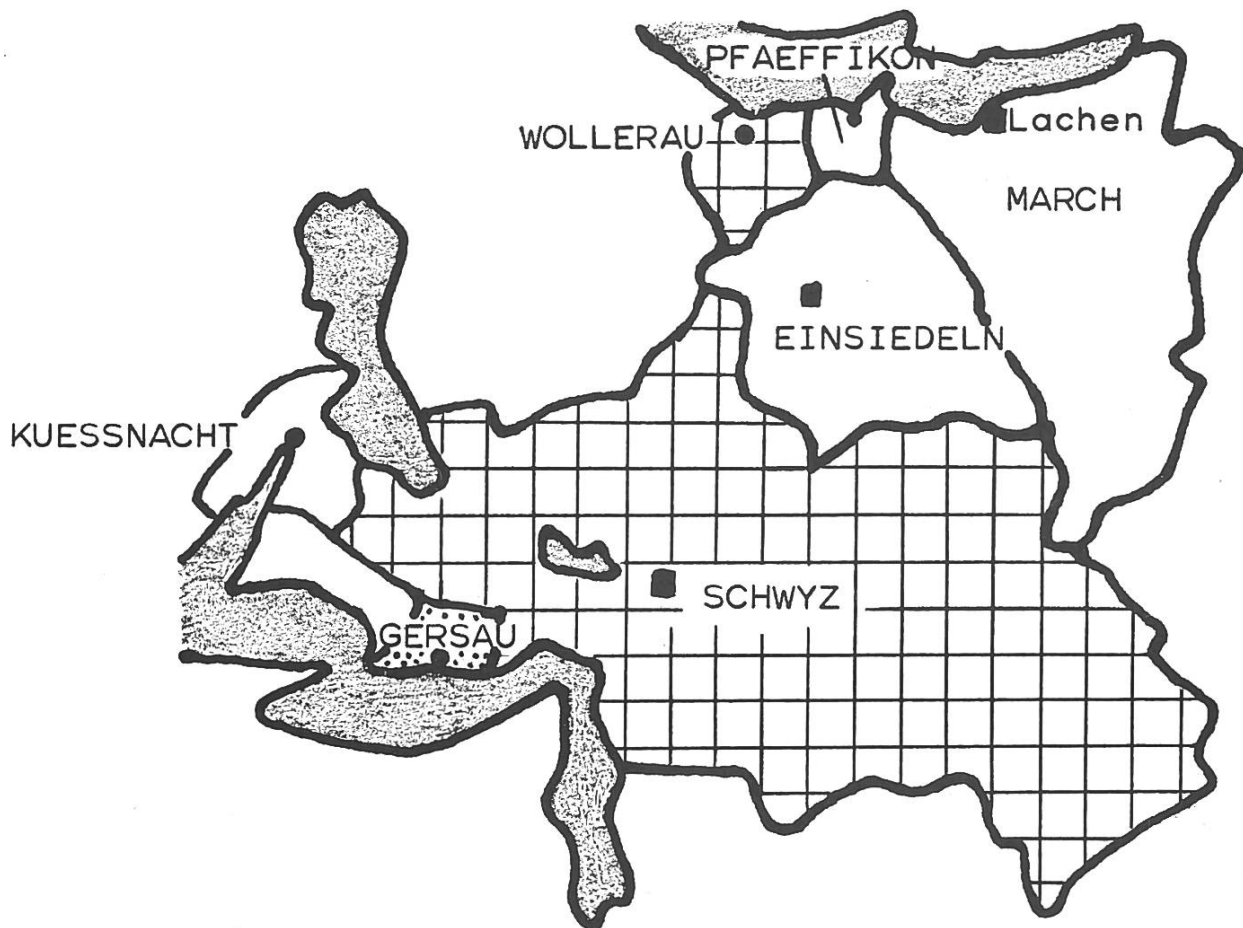 PFAEFFIKON
WOLLERAU
Lachen
MARCH
EINSIEDELN
KUESSNACHT
SCHWYZ
GERSAU